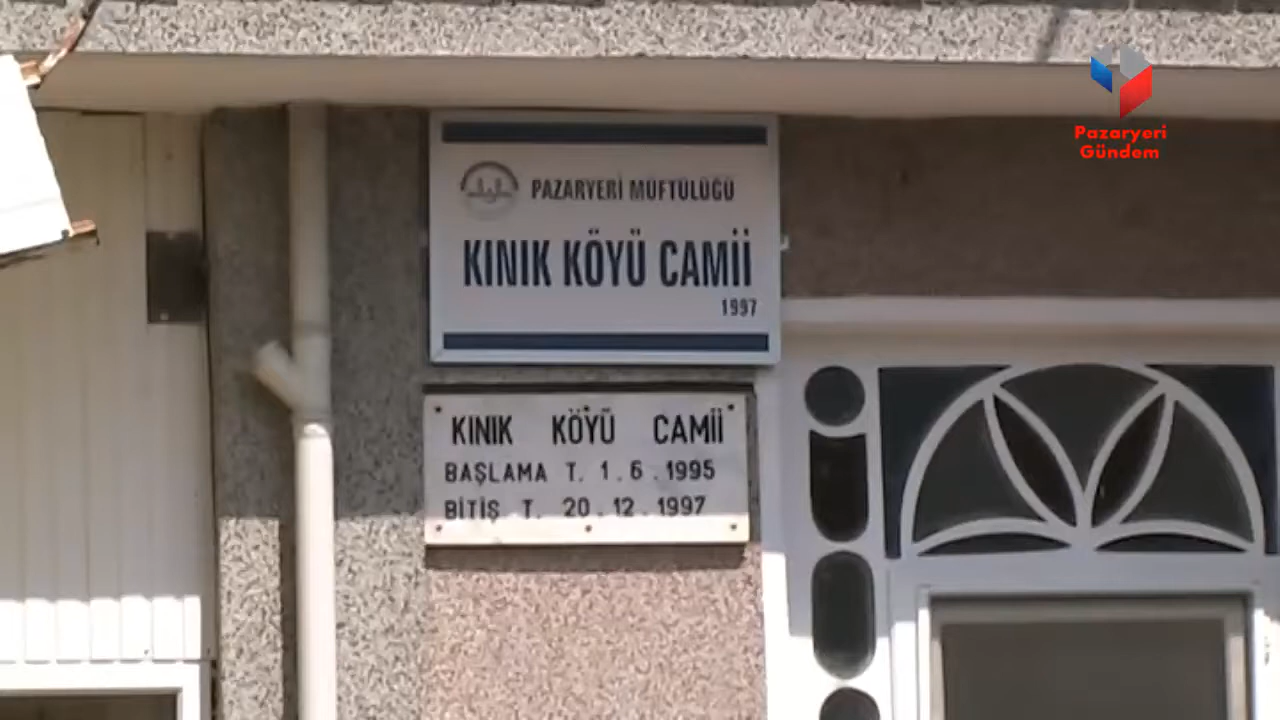 Pazaryeri
Gündem
PAZARYERİ MÜFTÜLÜĞÜ
KINIK KÖYÜ CAMİİ
1997
KINIK KÖYÜ CAMİİ
BAŞLAMA T. 1.6.1995
BİTİŞ T. 20.12.1997